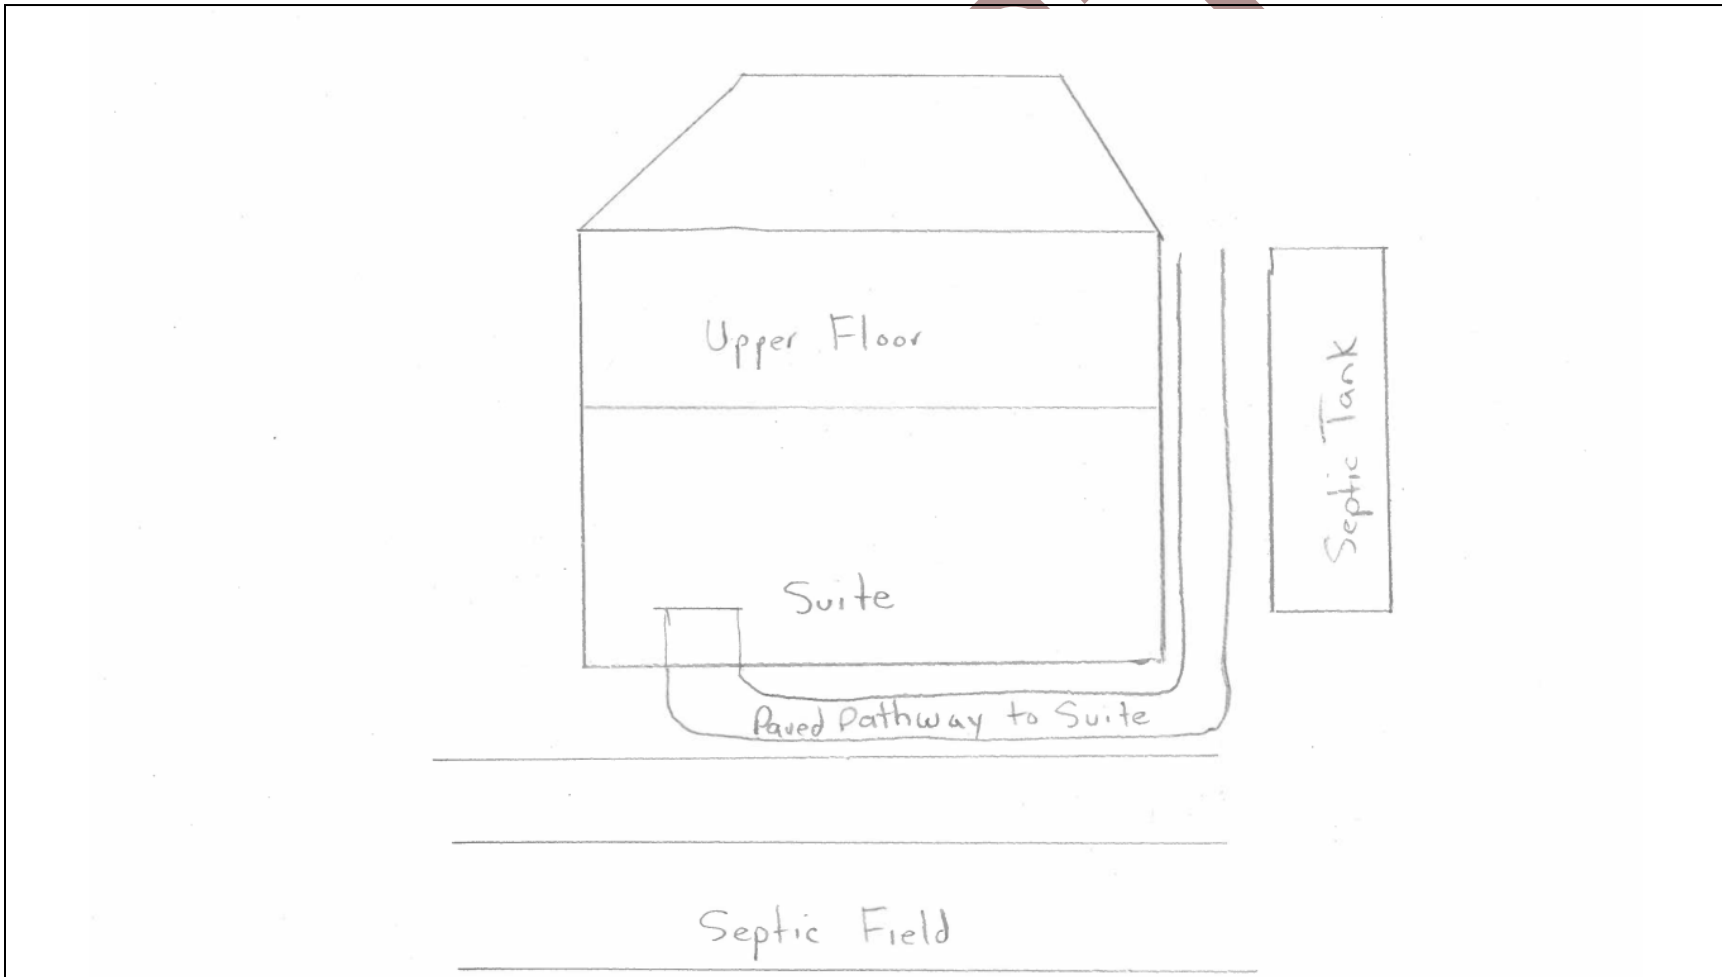 Upper Floor
Septic Tank
Suite
Paved Pathway to Suite
Septic Field